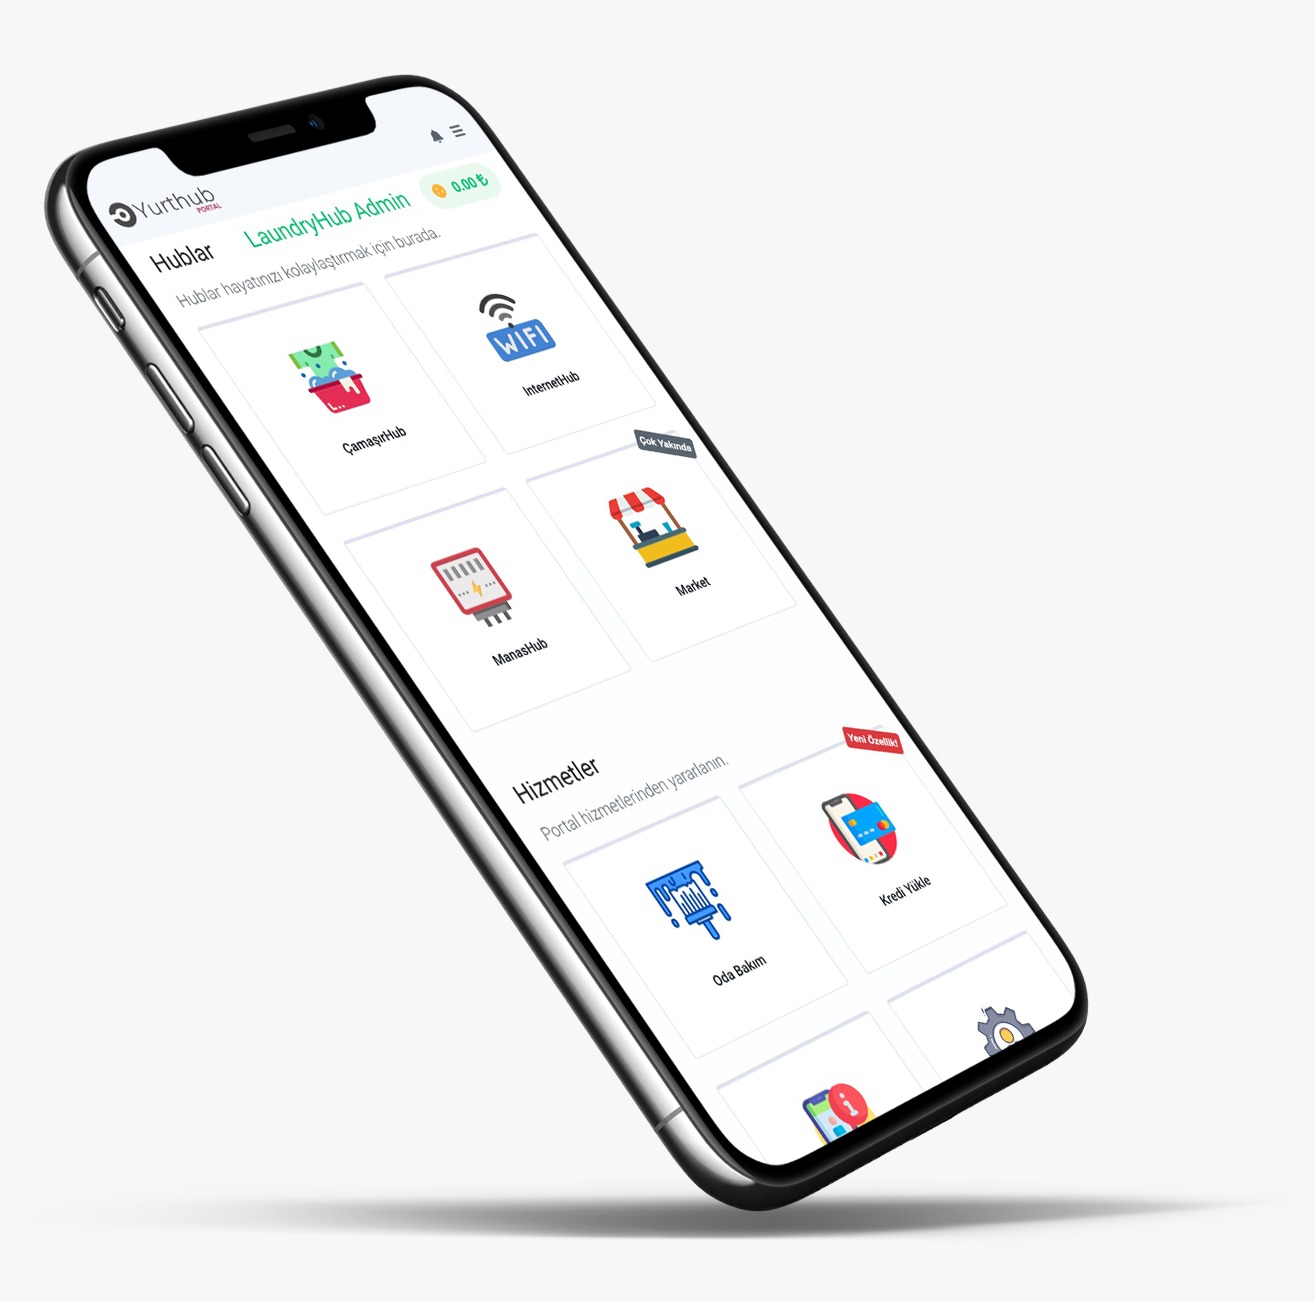 Yurthub
PORTAL
LaundryHub Admin
0.00 ₺
Hublar
Hublar hayatınızı kolaylaştırmak için burada.
WIFI
ÇamaşırHub
InternetHub
Çok Yakında
ManasHub
Market
Hizmetler
Portal hizmetlerinden yararlanın.
Yeni Özellik!
Oda Bakım
Kredi Yükle